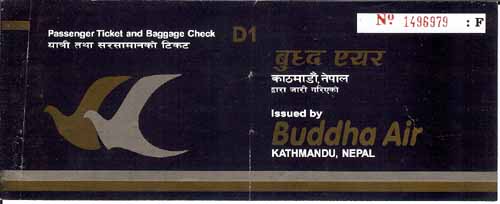 Passenger Ticket and Baggage Check
यात्री तथा सरसामानको टिकट
D1
Nº 1496979 : F
बुध्द एयर
काठमाडौं, नेपाल
द्वारा जारी गरिएको
Issued by
Buddha Air
KATHMANDU, NEPAL